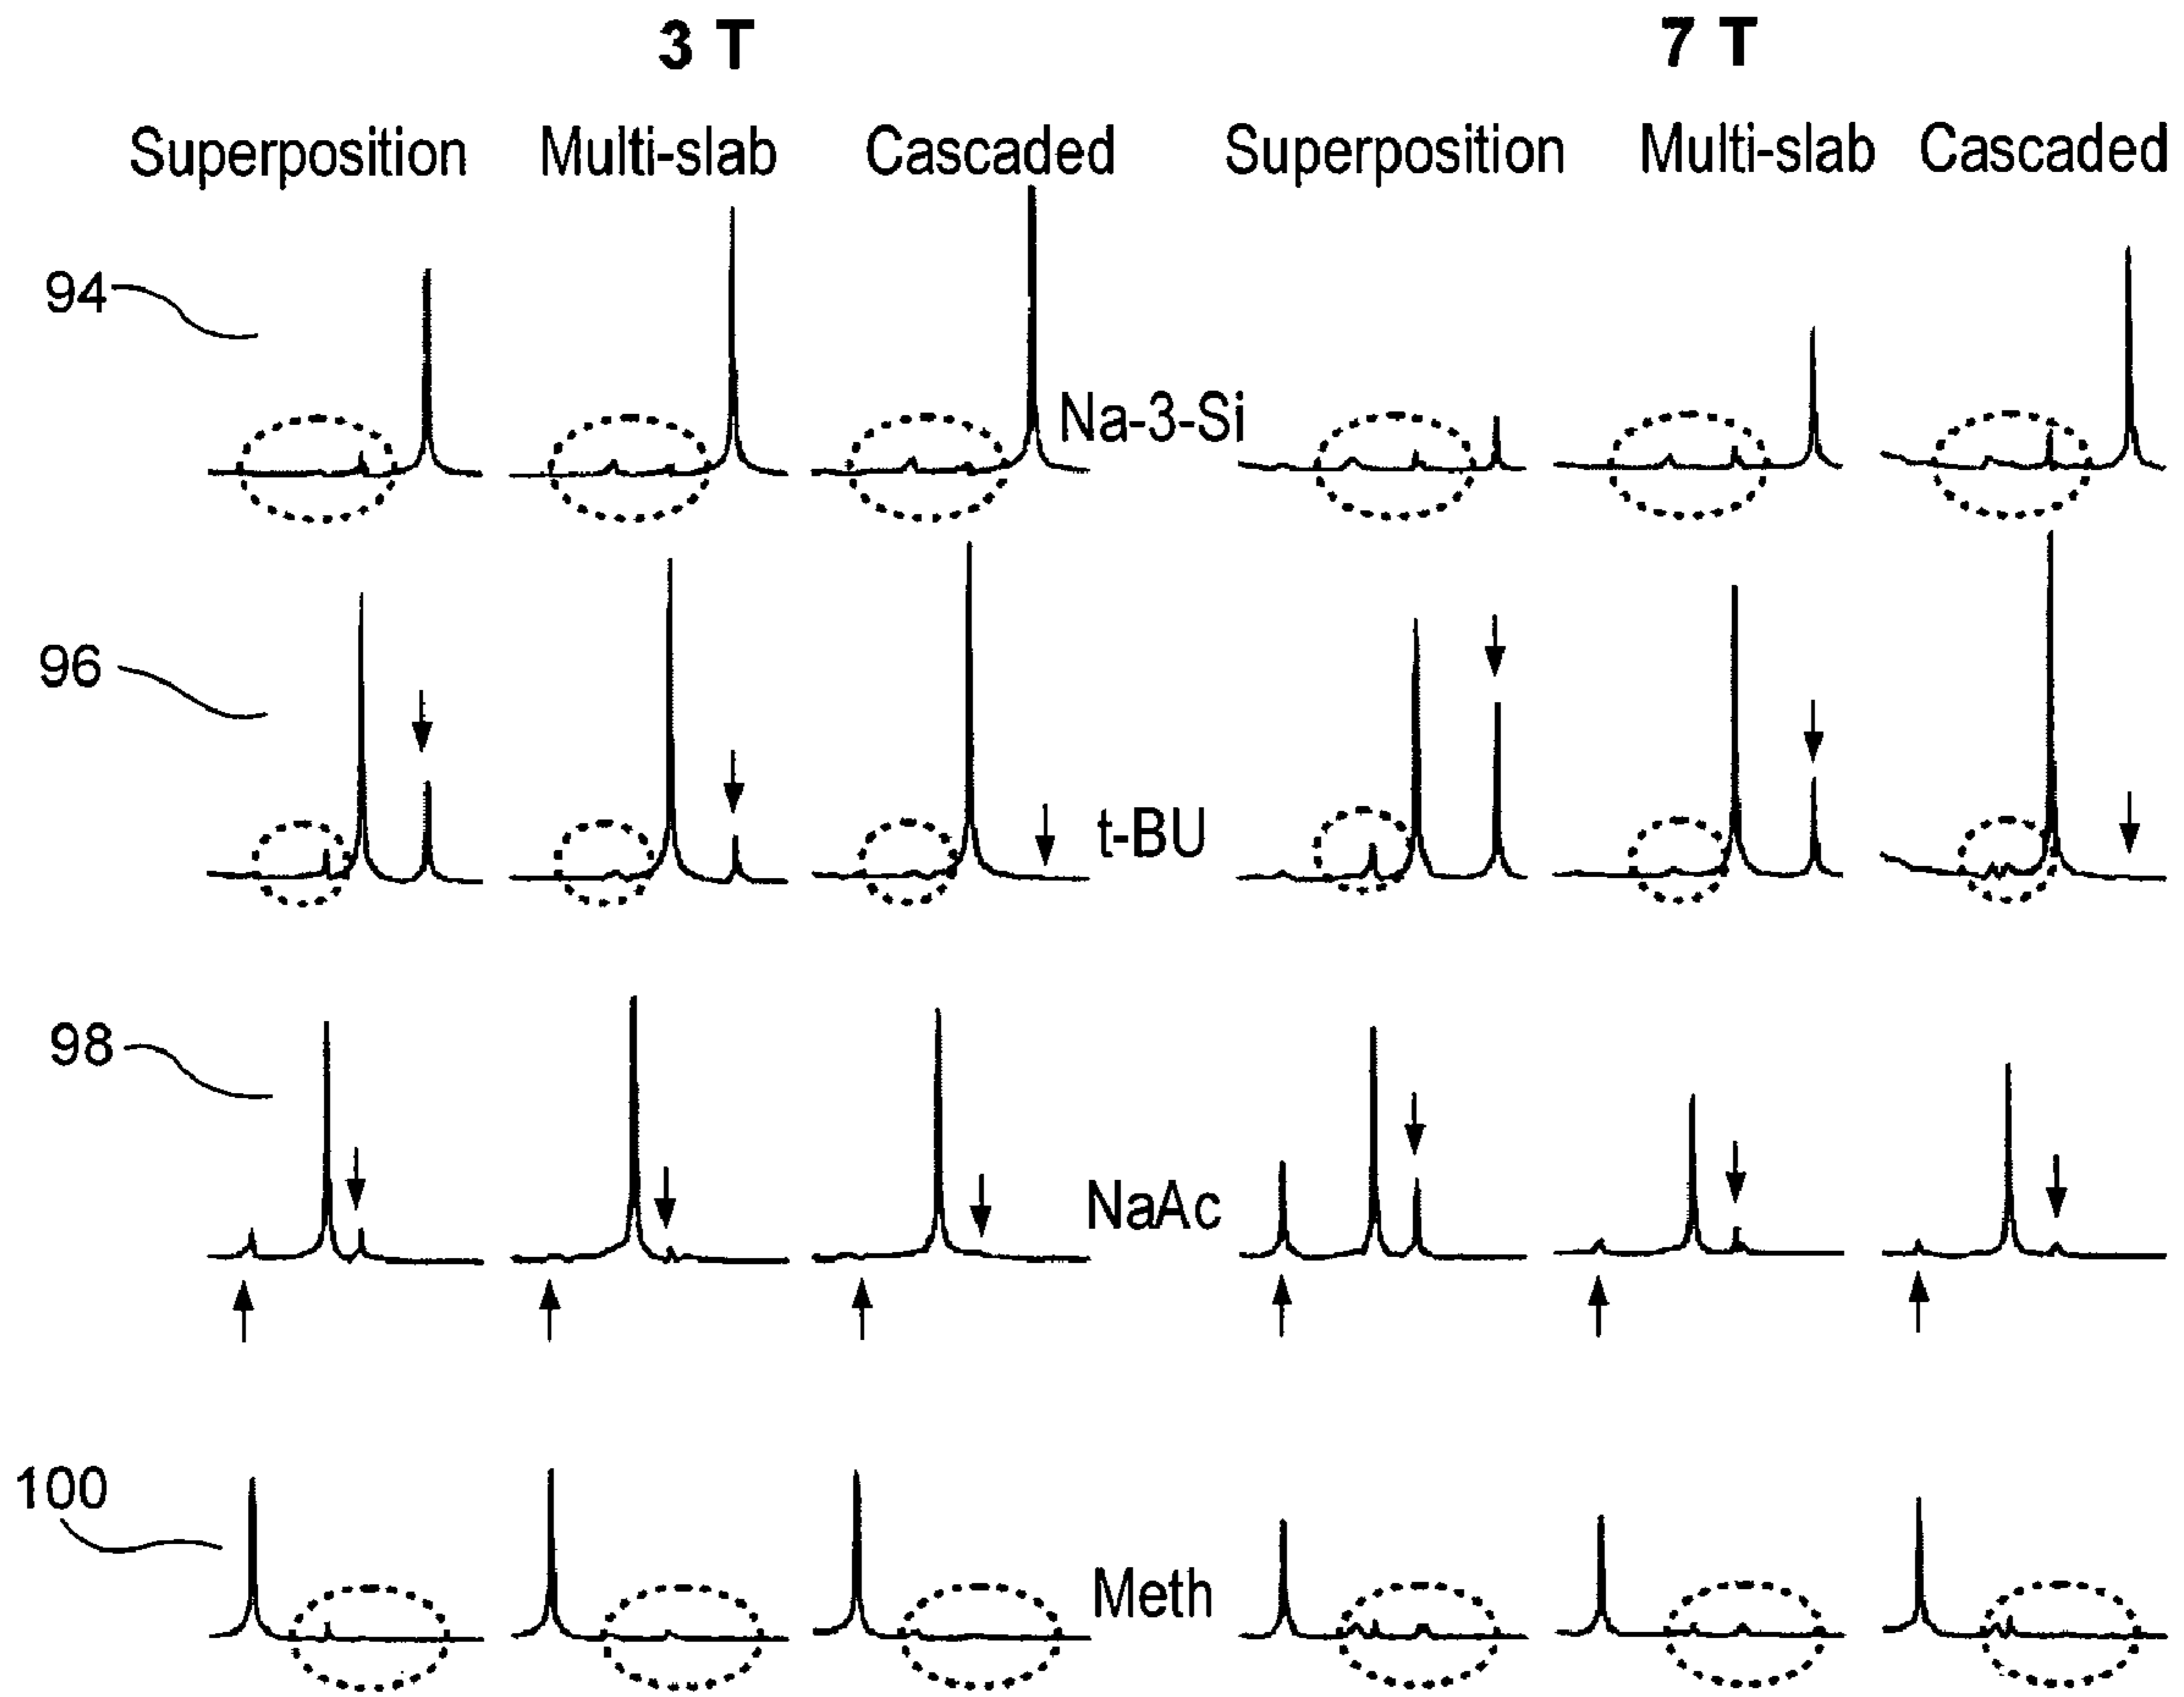 3 T 7 T
Superposition Multi-slab Cascaded Superposition Multi-slab Cascaded
94
Na-3-Si
96
t-BU
98
NaAc
100
Meth